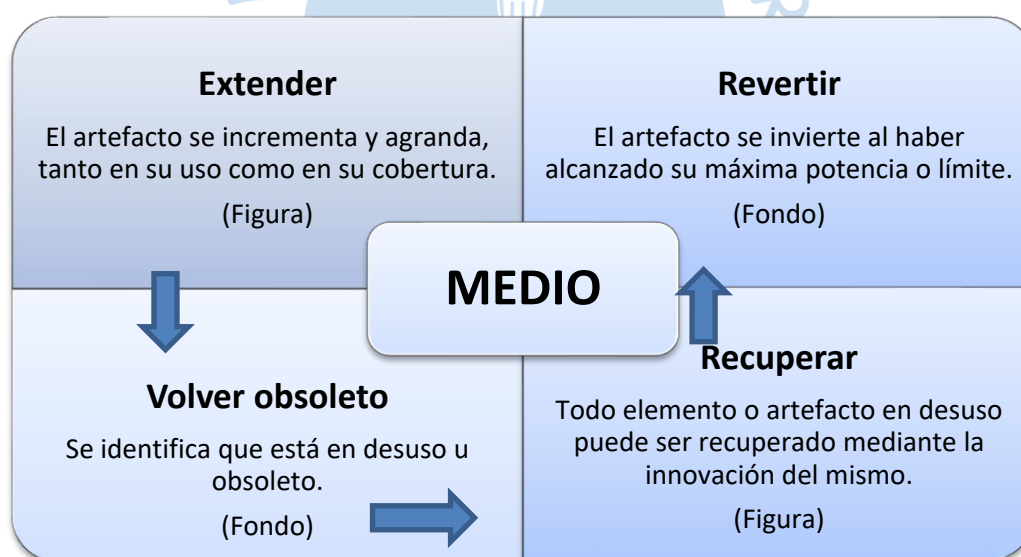 Extender
El artefacto se incrementa y agranda,
tanto en su uso como en su cobertura.
(Figura)
Revertir
El artefacto se invierte al haber
alcanzado su máxima potencia o límite.
(Fondo)
MEDIO
Volver obsoleto
Se identifica que está en desuso u
obsoleto.
(Fondo)
Recuperar
Todo elemento o artefacto en desuso
puede ser recuperado mediante la
innovación del mismo.
(Figura)